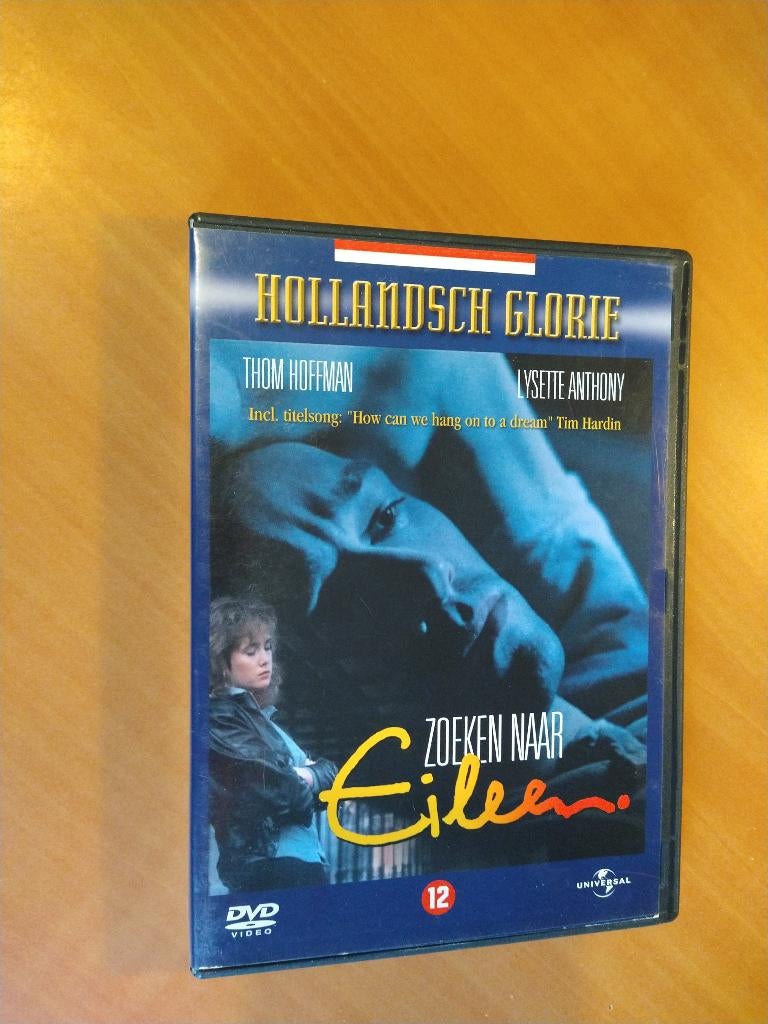 HOLLANDSCH GLORIE
THOM HOFFMAN
LYSETTE ANTHONY
Incl. titelsong: "How can we hang on to a dream" Tim Hardin
ZOEKEN NAAR
Eileen.
12
DVD
VIDEO
UNIVERSAL